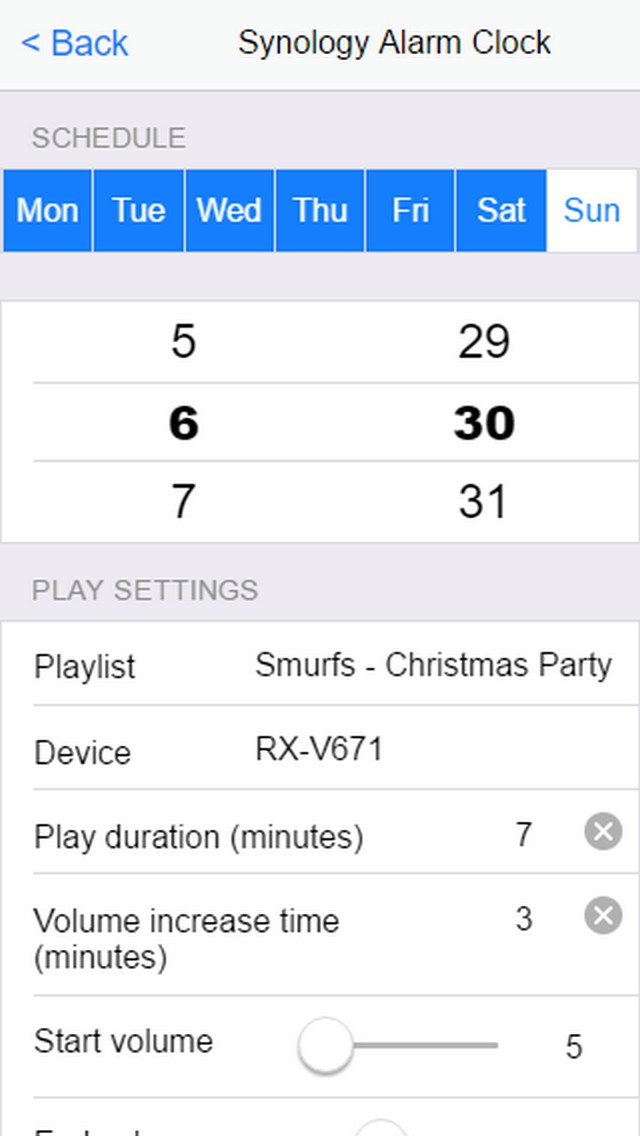 < Back Synology Alarm Clock
SCHEDULE
Mon Tue Wed Thu Fri Sat Sun
5 29
6 30
7 31
PLAY SETTINGS
Playlist Smurfs - Christmas Party
Device RX-V671
Play duration (minutes) 7
Volume increase time 3
(minutes)
Start volume 5